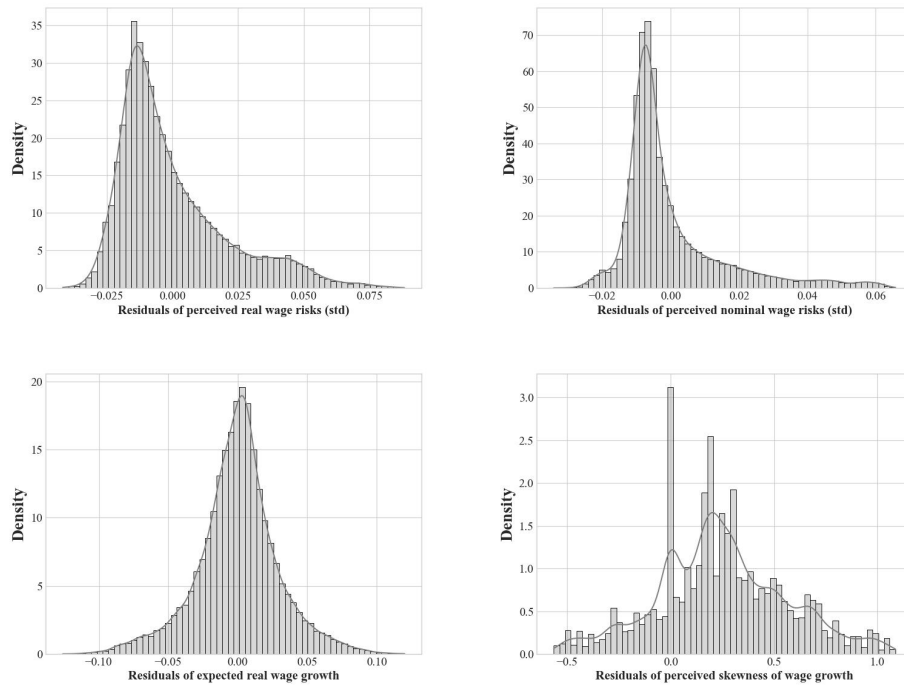 35
30
25
20
15
10
5
0
Density
−0.025 0.000 0.025 0.050 0.075
Residuals of perceived real wage risks (std)
70
60
50
40
30
20
10
0
Density
−0.02 0.00 0.02 0.04 0.06
Residuals of perceived nominal wage risks (std)
20
15
10
5
0
Density
−0.10 −0.05 0.00 0.05 0.10
Residuals of expected real wage growth
3.0
2.5
2.0
1.5
1.0
0.5
0.0
Density
−0.5 0.0 0.5 1.0
Residuals of perceived skewness of wage growth